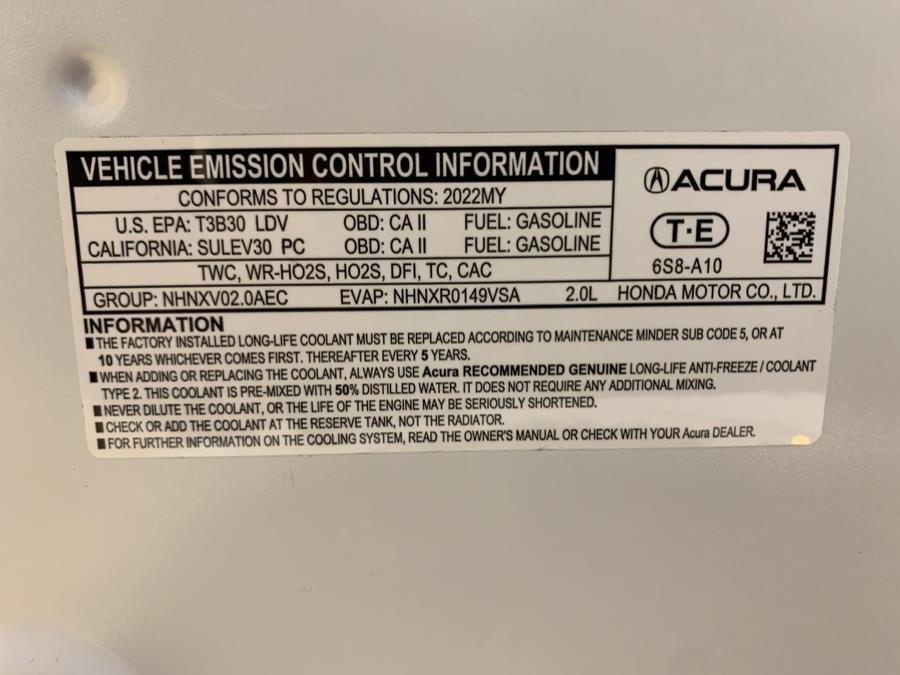 VEHICLE EMISSION CONTROL INFORMATION
CONFORMS TO REGULATIONS: 2022MY
U.S. EPA: T3B30 LDV OBD: CA II FUEL: GASOLINE
CALIFORNIA: SULEV30 PC OBD: CA II FUEL: GASOLINE
TWC, WR-HO2S, HO2S, DFI, TC, CAC
ACURA
T·E
6S8-A10
GROUP: NHNXV02.0AEC EVAP: NHNXR0149VSA 2.0L HONDA MOTOR CO., LTD.
INFORMATION
■ THE FACTORY INSTALLED LONG-LIFE COOLANT MUST BE REPLACED ACCORDING TO MAINTENANCE MINDER SUB CODE 5, OR AT
10 YEARS WHICHEVER COMES FIRST. THEREAFTER EVERY 5 YEARS.
■ WHEN ADDING OR REPLACING THE COOLANT, ALWAYS USE Acura RECOMMENDED GENUINE LONG-LIFE ANTI-FREEZE / COOLANT
TYPE 2. THIS COOLANT IS PRE-MIXED WITH 50% DISTILLED WATER. IT DOES NOT REQUIRE ANY ADDITIONAL MIXING.
■ NEVER DILUTE THE COOLANT, OR THE LIFE OF THE ENGINE MAY BE SERIOUSLY SHORTENED.
■ CHECK OR ADD THE COOLANT AT THE RESERVE TANK, NOT THE RADIATOR.
■ FOR FURTHER INFORMATION ON THE COOLING SYSTEM, READ THE OWNER'S MANUAL OR CHECK WITH YOUR Acura DEALER.